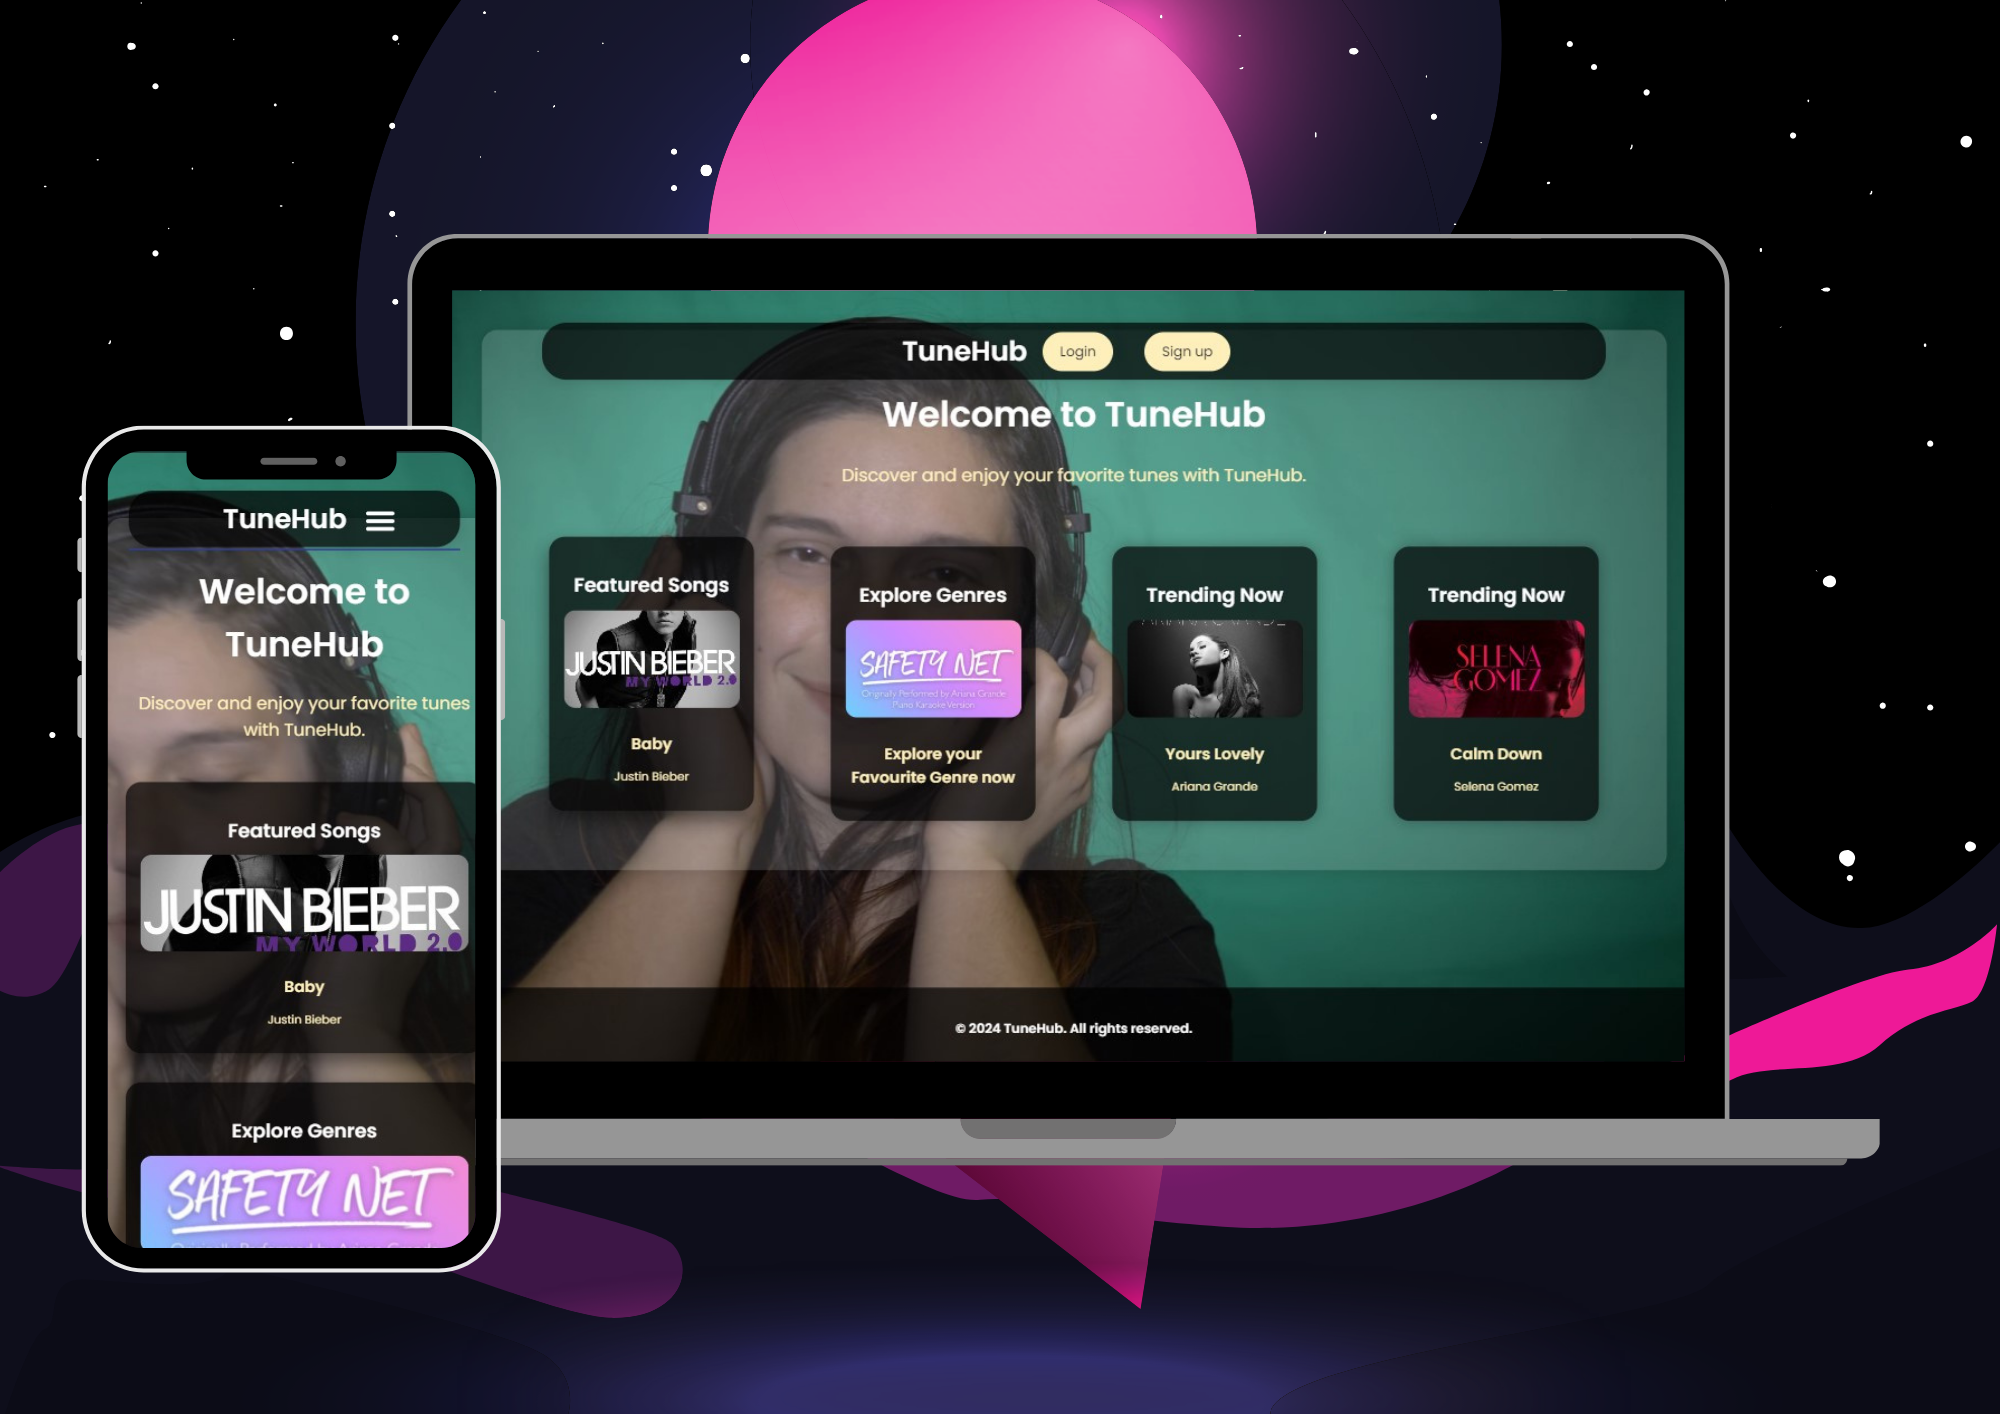 TuneHub
Login
Sign up
Welcome to TuneHub
Discover and enjoy your favorite tunes with TuneHub.
Featured Songs
JUSTIN BIEBER
MY WORLD 2.0
Baby
Justin Bieber
Explore Genres
SAFETY NET
Originally Performed by Ariana Grande
Piano Karaoke Version
Explore your
Favourite Genre now
Trending Now
Yours Lovely
Ariana Grande
Trending Now
SELENA
GOMEZ
Calm Down
Selena Gomez
© 2024 TuneHub. All rights reserved.
TuneHub
Welcome to
TuneHub
Discover and enjoy your favorite tunes
with TuneHub.
Featured Songs
JUSTIN BIEBER
MY WORLD 2.0
Baby
Justin Bieber
Explore Genres
SAFETY NET